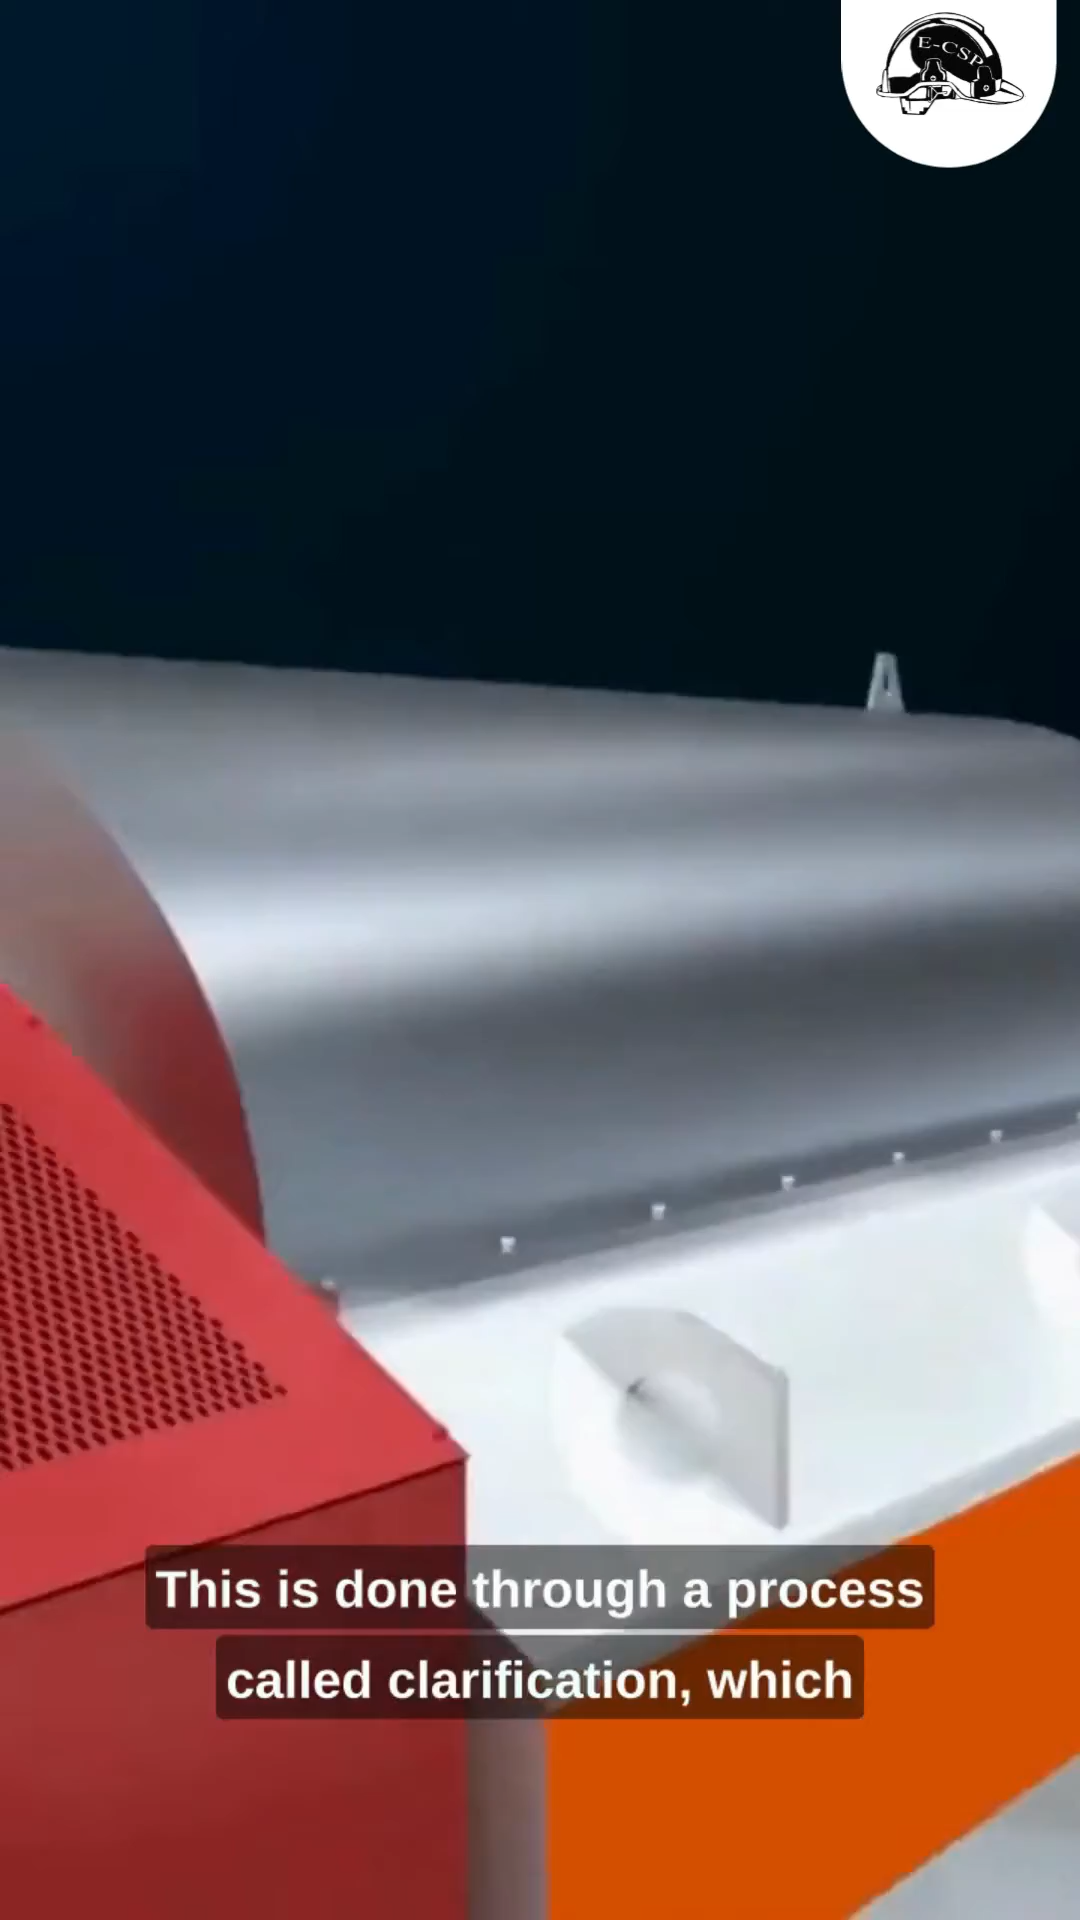 E-CSP
This is done through a process
called clarification, which